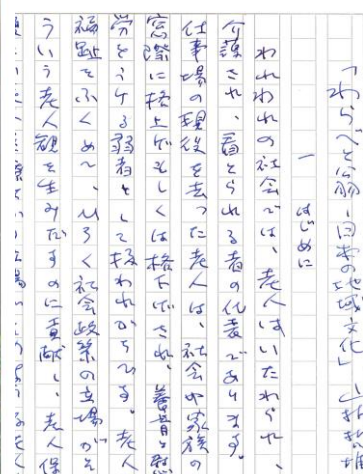 「わらべと翁―日本の地域文化」山折哲雄
一 はじめに
われわれの社会では、老人はいたわられ、
介護され、看とられる者の代表であります。
仕事場の現役を去った老人は、社会や家族の
窓際に格上げもしくは格下げされ、養育と慰
労をうける弱者として扱われがちです。老人
福祉をふくめて、ひろく社会政策の立場がそ
ういう老人観を生みだすのに貢献し、老人保